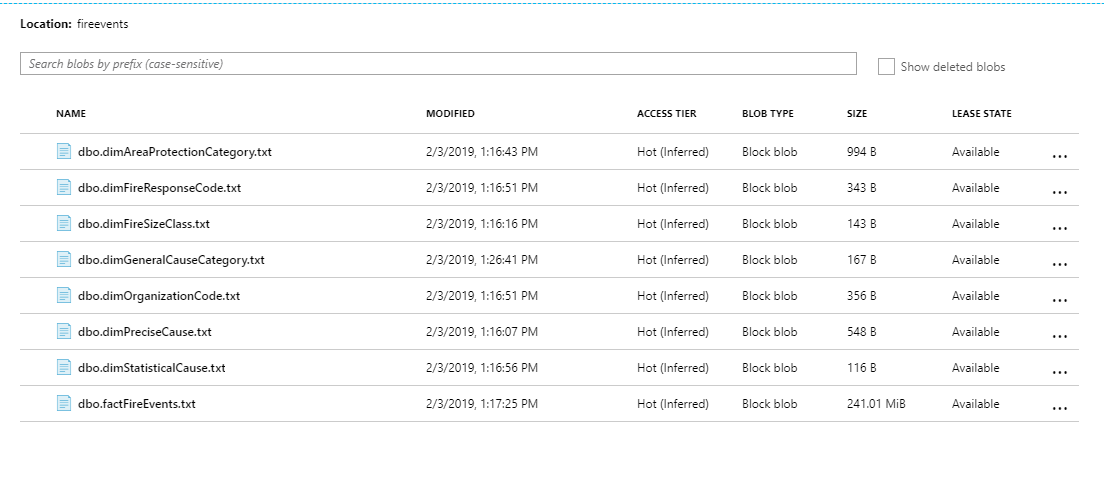 Location: fireevents
Search blobs by prefix (case-sensitive)
Show deleted blobs
NAME MODIFIED ACCESS TIER BLOB TYPE SIZE LEASE STATE
dbo.dimAreaProtectionCategory.txt 2/3/2019, 1:16:43 PM Hot (Inferred) Block blob 994 B Available ...
dbo.dimFireResponseCode.txt 2/3/2019, 1:16:51 PM Hot (Inferred) Block blob 343 B Available ...
dbo.dimFireSizeClass.txt 2/3/2019, 1:16:16 PM Hot (Inferred) Block blob 143 B Available ...
dbo.dimGeneralCauseCategory.txt 2/3/2019, 1:26:41 PM Hot (Inferred) Block blob 167 B Available ...
dbo.dimOrganizationCode.txt 2/3/2019, 1:16:51 PM Hot (Inferred) Block blob 356 B Available ...
dbo.dimPreciseCause.txt 2/3/2019, 1:16:07 PM Hot (Inferred) Block blob 548 B Available ...
dbo.dimStatisticalCause.txt 2/3/2019, 1:16:56 PM Hot (Inferred) Block blob 116 B Available ...
dbo.factFireEvents.txt 2/3/2019, 1:17:25 PM Hot (Inferred) Block blob 241.01 MiB Available ...